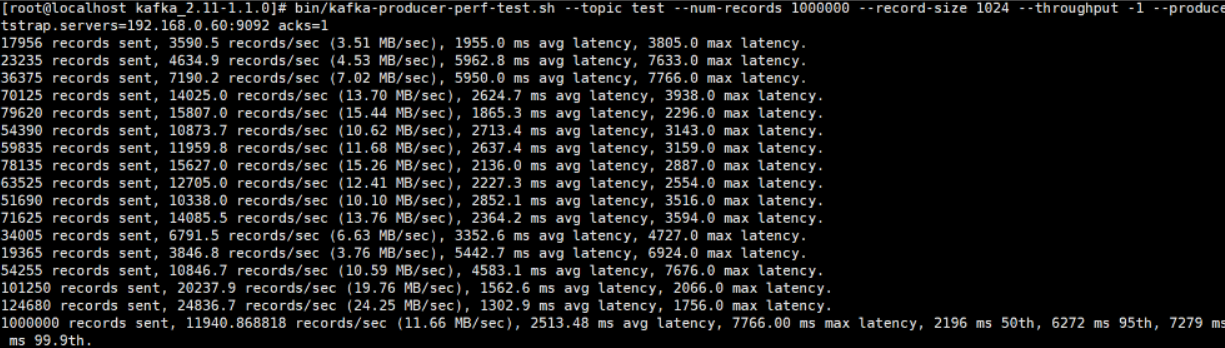 [root@localhost kafka_2.11-1.1.0]# bin/kafka-producer-perf-test.sh --topic test --num-records 1000000 --record-size 1024 --throughput -1 --produce
tstrap.servers=192.168.0.60:9092 acks=1
17956 records sent, 3590.5 records/sec (3.51 MB/sec), 1955.0 ms avg latency, 3805.0 max latency.
23235 records sent, 4634.9 records/sec (4.53 MB/sec), 5962.8 ms avg latency, 7633.0 max latency.
36375 records sent, 7190.2 records/sec (7.02 MB/sec), 5950.0 ms avg latency, 7766.0 max latency.
70125 records sent, 14025.0 records/sec (13.70 MB/sec), 2624.7 ms avg latency, 3938.0 max latency.
79620 records sent, 15807.0 records/sec (15.44 MB/sec), 1865.3 ms avg latency, 2296.0 max latency.
54390 records sent, 10873.7 records/sec (10.62 MB/sec), 2713.4 ms avg latency, 3143.0 max latency.
59835 records sent, 11959.8 records/sec (11.68 MB/sec), 2637.4 ms avg latency, 3159.0 max latency.
78135 records sent, 15627.0 records/sec (15.26 MB/sec), 2136.0 ms avg latency, 2887.0 max latency.
63525 records sent, 12705.0 records/sec (12.41 MB/sec), 2227.3 ms avg latency, 2554.0 max latency.
51690 records sent, 10338.0 records/sec (10.10 MB/sec), 2852.1 ms avg latency, 3516.0 max latency.
71625 records sent, 14085.5 records/sec (13.76 MB/sec), 2364.2 ms avg latency, 3594.0 max latency.
34005 records sent, 6791.5 records/sec (6.63 MB/sec), 3352.6 ms avg latency, 4727.0 max latency.
19365 records sent, 3846.8 records/sec (3.76 MB/sec), 5442.7 ms avg latency, 6924.0 max latency.
54255 records sent, 10846.7 records/sec (10.59 MB/sec), 4583.1 ms avg latency, 7676.0 max latency.
101250 records sent, 20237.9 records/sec (19.76 MB/sec), 1562.6 ms avg latency, 2066.0 max latency.
124680 records sent, 24836.7 records/sec (24.25 MB/sec), 1302.9 ms avg latency, 1756.0 max latency.
1000000 records sent, 11940.868818 records/sec (11.66 MB/sec), 2513.48 ms avg latency, 7766.00 ms max latency, 2196 ms 50th, 6272 ms 95th, 7279 ms
ms 99.9th.